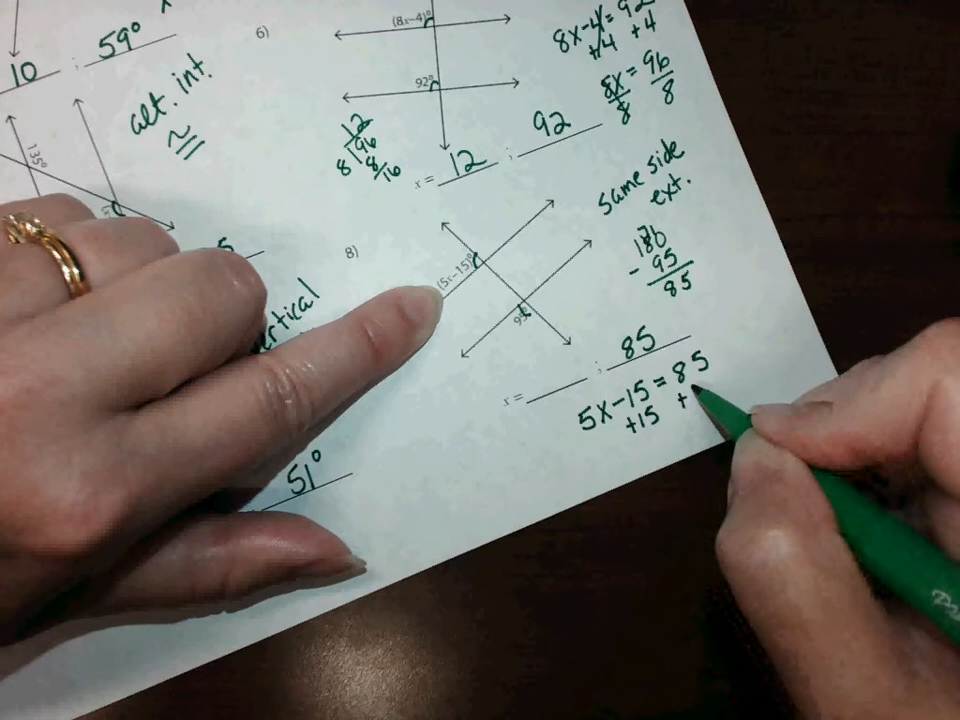 10 ; 59°
alt. int.
≅
135°
6)
(8x-4)°
92°
8x-4=92
+4 +4
8x = 96
8 8
12
8 96
8
16
x = 12 ; 92
8)
(5x-15)°
95
same side
ext.
180
- 95
85
x = ; 85
5x-15=85
+15 +
ertical
51°